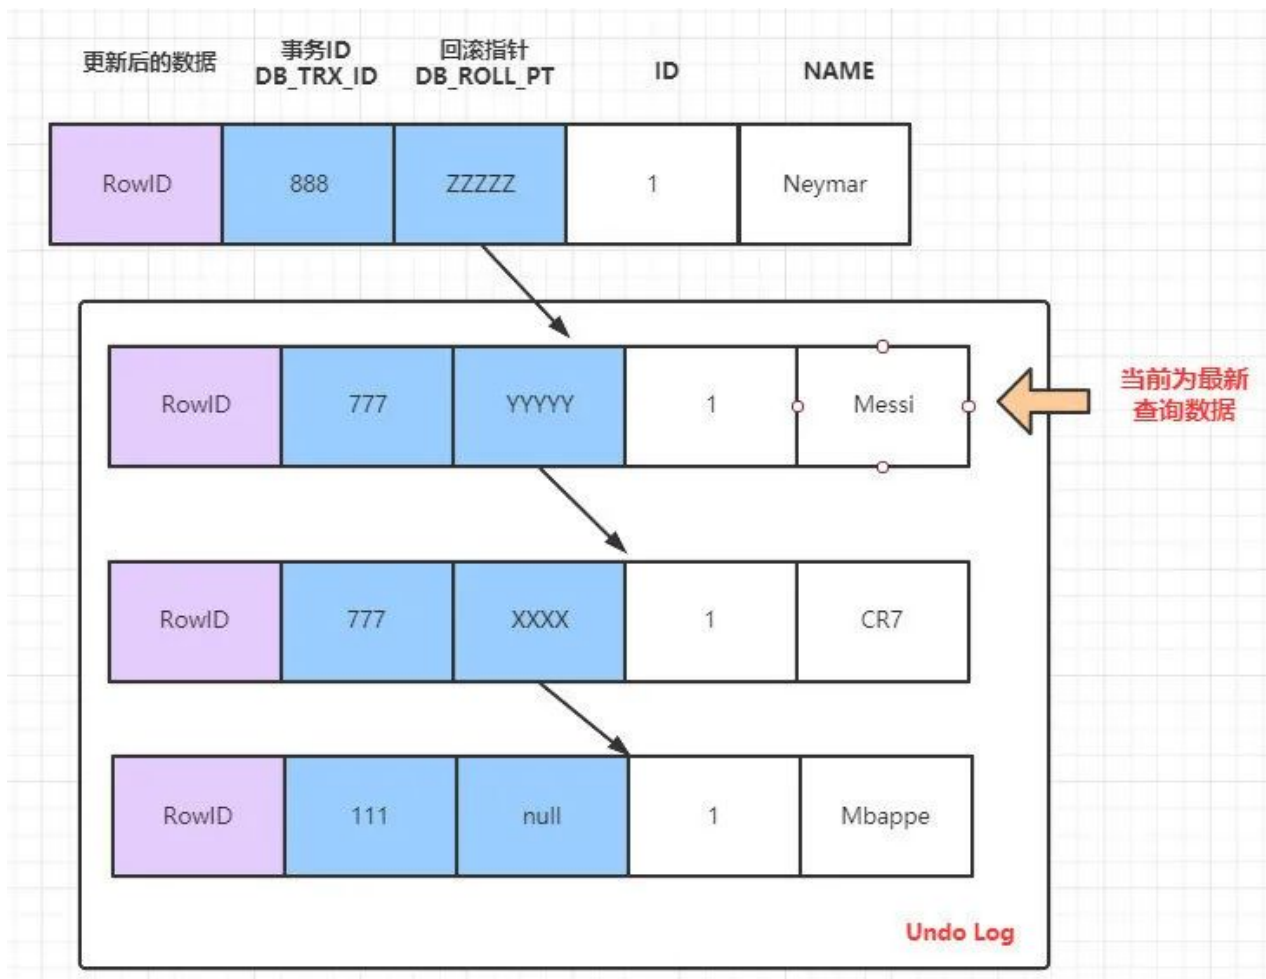 更新后的数据
事务ID
DB_TRX_ID
回滚指针
DB_ROLL_PT
ID
NAME
RowID 888 ZZZZZ 1 Neymar
RowID 777 YYYYY 1 Messi
当前为最新
查询数据
RowID 777 XXXX 1 CR7
RowID 111 null 1 Mbappe
Undo Log